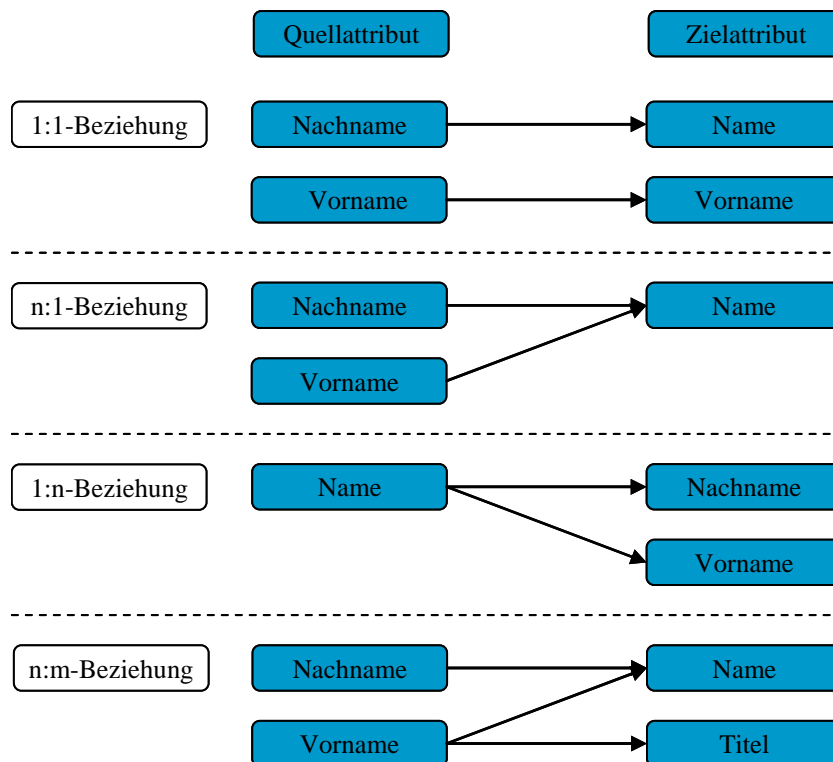 Quellattribut
Zielattribut
1:1-Beziehung
Nachname
Name
Vorname
Vorname
n:1-Beziehung
Nachname
Name
Vorname
1:n-Beziehung
Name
Nachname
Vorname
n:m-Beziehung
Nachname
Name
Vorname
Titel